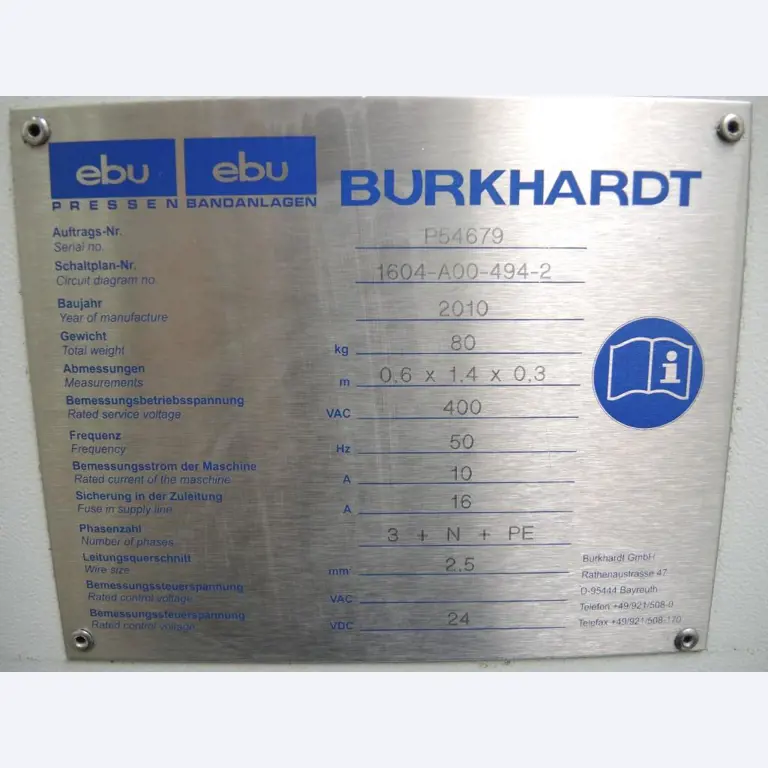 ebu ebu
PRESSEN BANDANLAGEN
BURKHARDT
Auftrags-Nr. P54679
Serial no.
Schaltplan-Nr. 1604-A00-494-2
Circuit diagram no.
Baujahr 2010
Year of manufacture
Gewicht kg 80
Total weight
Abmessungen m 0.6 x 1.4 x 0.3
Measurements
Bemessungsbetriebsspannung VAC 400
Rated service voltage
Frequenz Hz 50
Frequency
Bemessungsstrom der Maschine A 10
Rated current of the maschine
Sicherung in der Zuleitung A 16
Fuse in supply line
Phasenzahl 3 + N + PE
Number of phases
Leitungsquerschnitt mm² 2.5
Wire size
Bemessungssteuerspannung VAC
Rated control voltage
Bemessungssteuerspannung VDC 24
Rated control voltage
i
Burkhardt GmbH
Rathenaustrasse 47
D-95444 Bayreuth
Telefon +49/921/508-0
Telefax +49/921/508-170